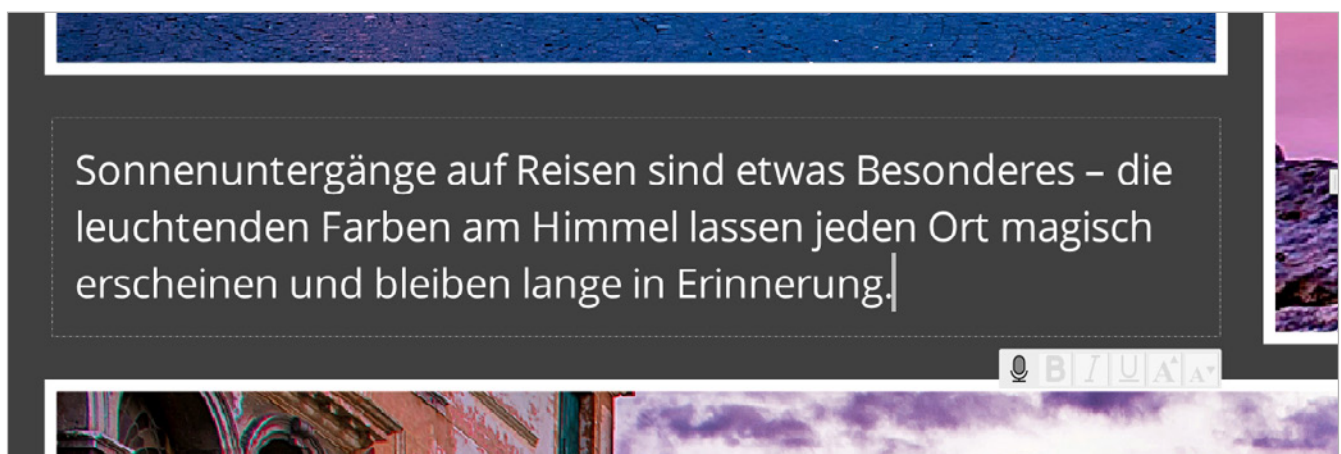 Sonnenuntergänge auf Reisen sind etwas Besonderes – die
leuchtenden Farben am Himmel lassen jeden Ort magisch
erscheinen und bleiben lange in Erinnerung.
B I U A A